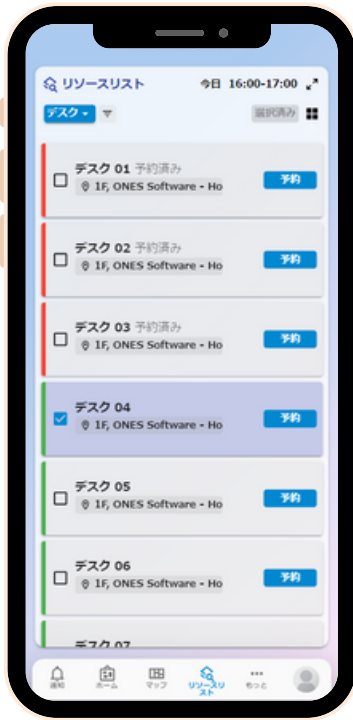 リソースリスト 今日 16:00-17:00
デスク 選択済み
デスク 01 予約済み
1F, ONES Software - Ho
予約
デスク 02 予約済み
1F, ONES Software - Ho
予約
デスク 03 予約済み
1F, ONES Software - Ho
予約
デスク 04
1F, ONES Software - Ho
予約
デスク 05
1F, ONES Software - Ho
予約
デスク 06
1F, ONES Software - Ho
予約
デスク 07
通知 ホーム マップ リソースリスト もっと